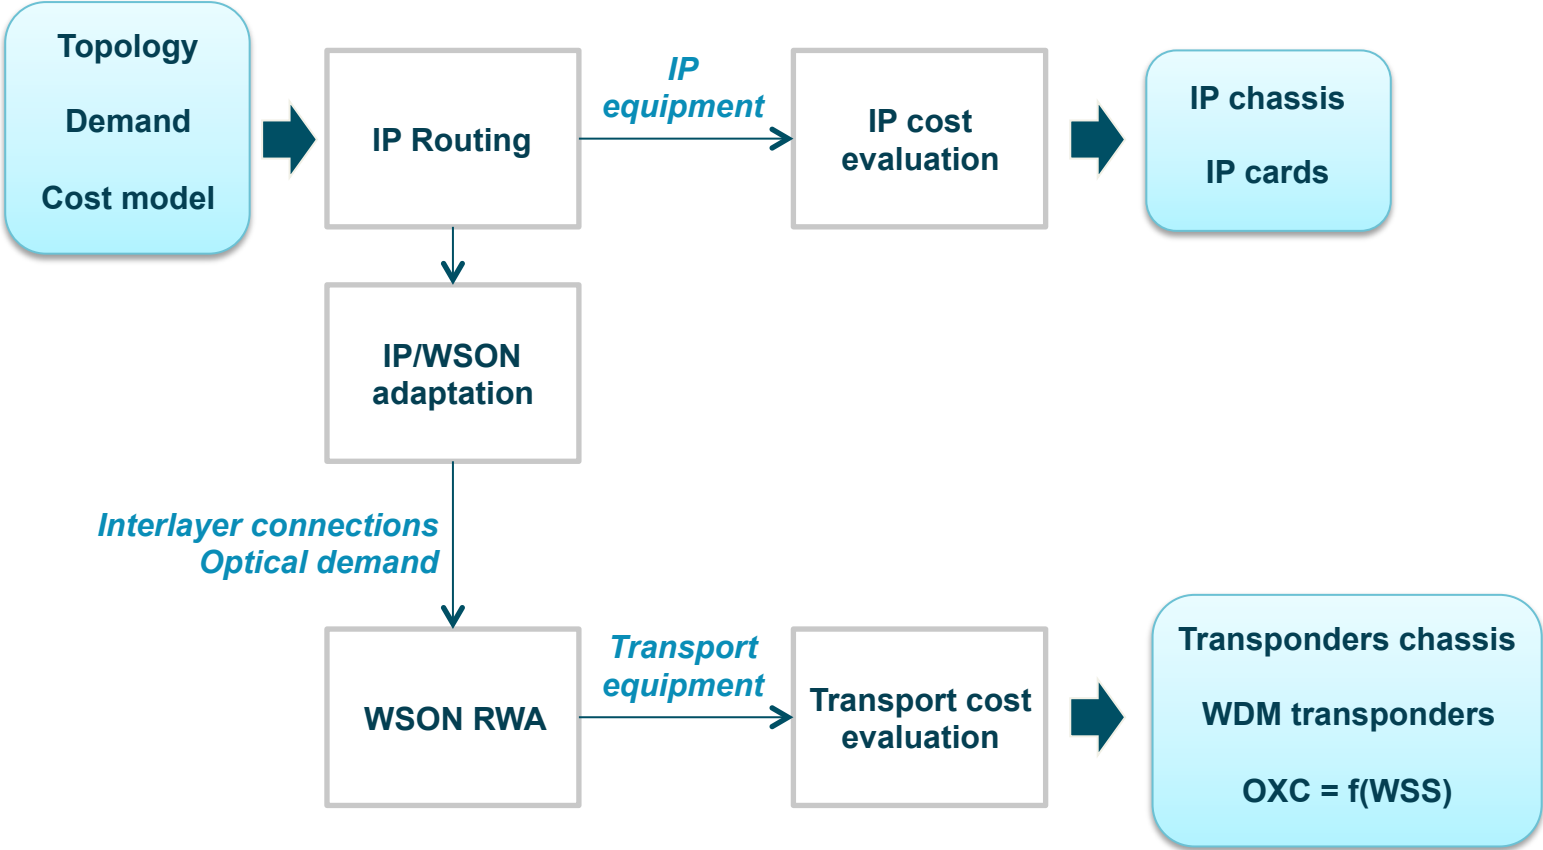 Topology
Demand
Cost model
IP Routing
IP
equipment
IP cost
evaluation
IP chassis
IP cards
IP/WSON
adaptation
Interlayer connections
Optical demand
WSON RWA
Transport
equipment
Transport cost
evaluation
Transponders chassis
WDM transponders
OXC = f(WSS)